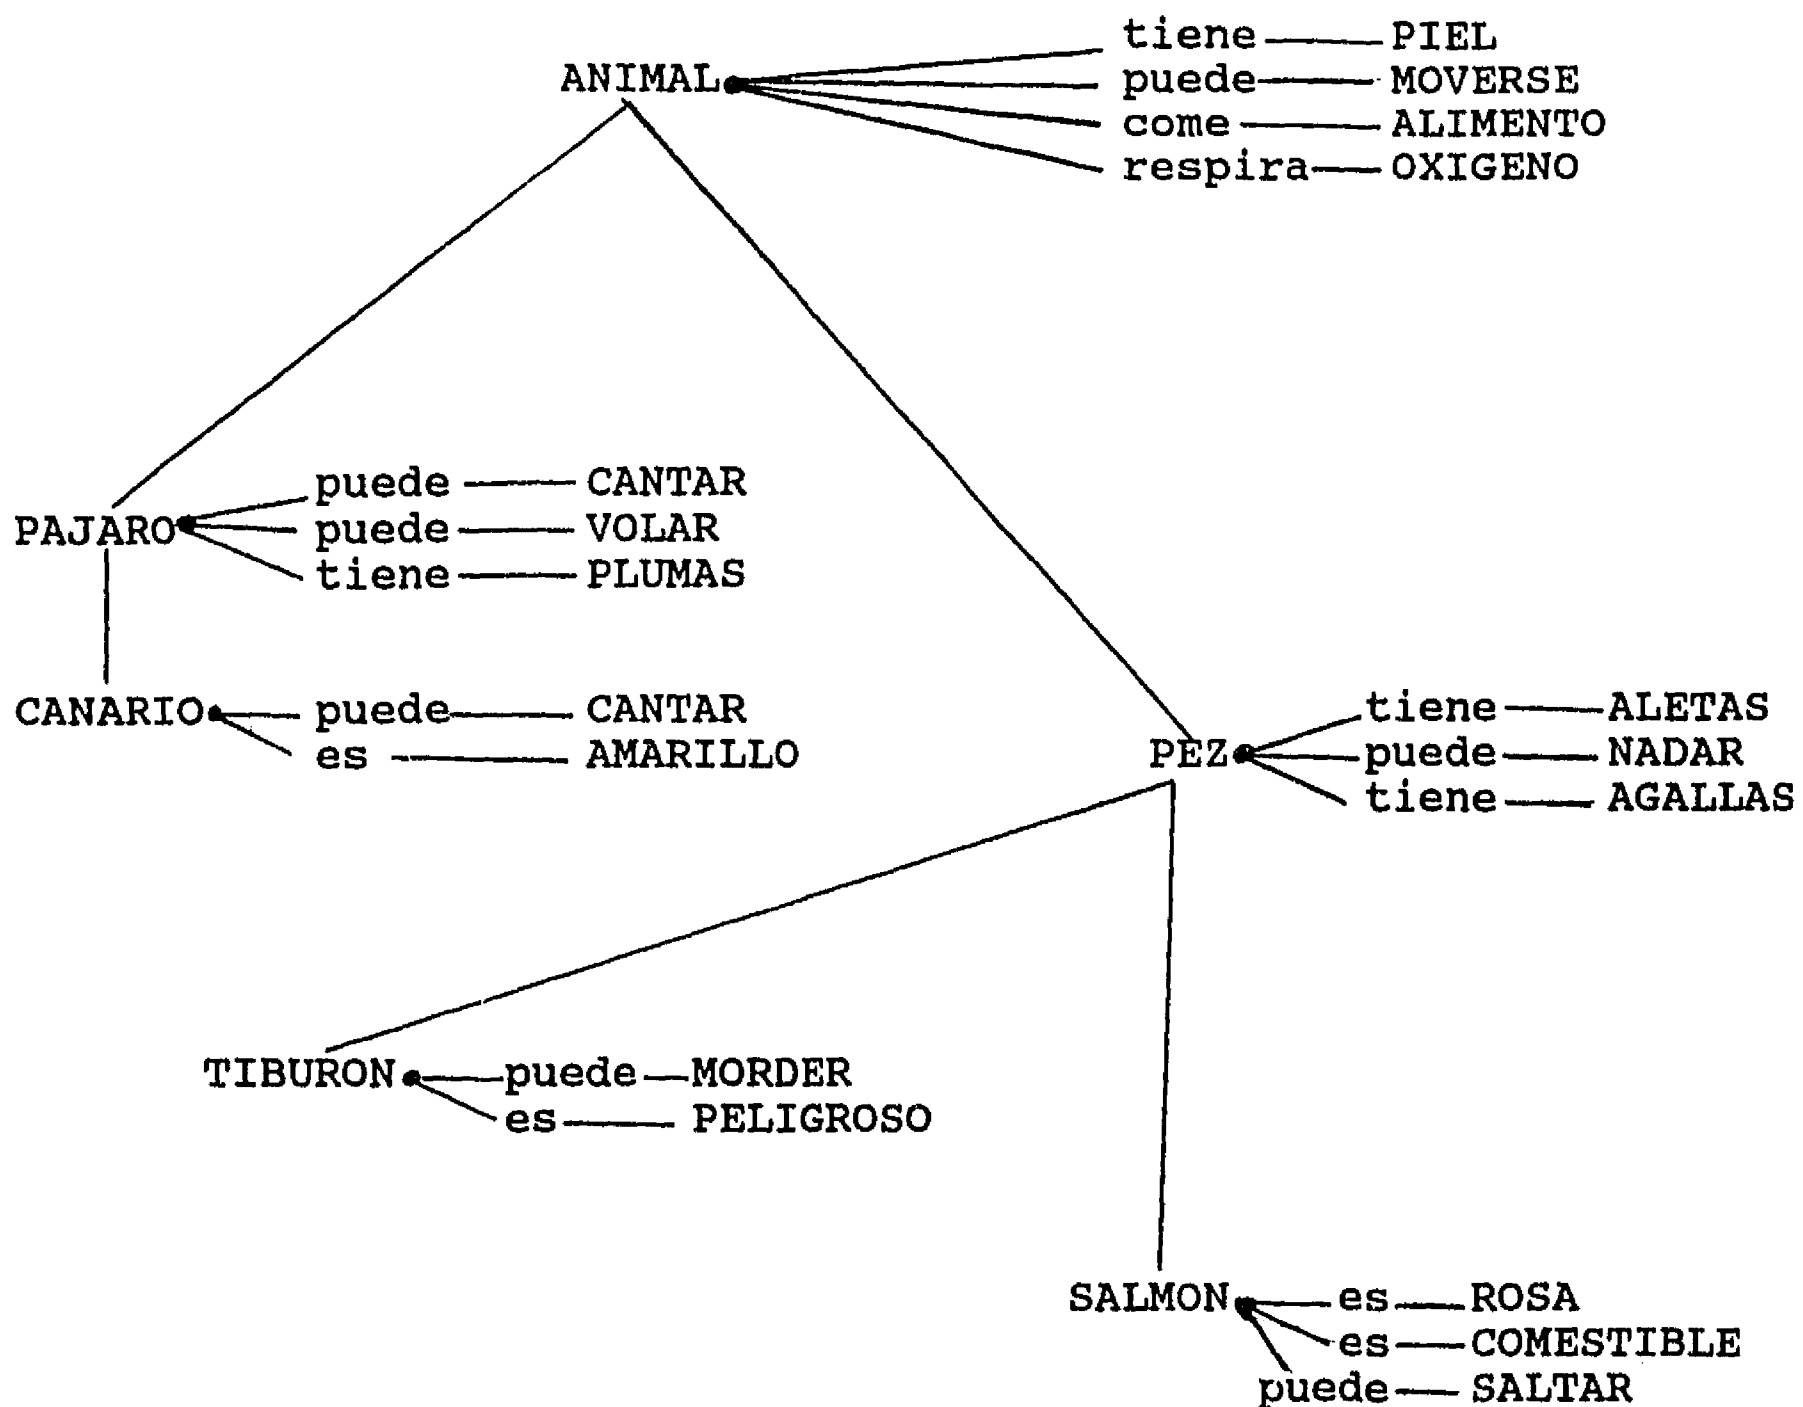 tiene PIEL
ANIMAL puede MOVERSE
come ALIMENTO
respira OXIGENO
puede CANTAR
PAJARO puede VOLAR
tiene PLUMAS
CANARIO puede CANTAR
es AMARILLO
tiene ALETAS
PEZ puede NADAR
tiene AGALLAS
TIBURON puede MORDER
es PELIGROSO
SALMON es ROSA
es COMESTIBLE
puede SALTAR